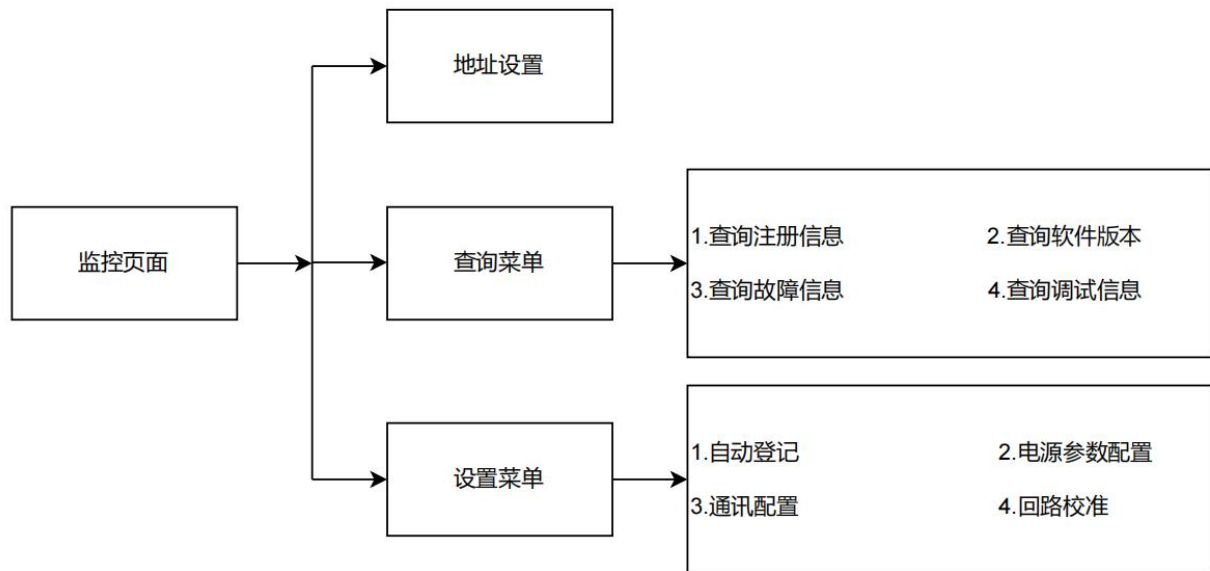 地址设置
监控页面
查询菜单
1.查询注册信息 2.查询软件版本
3.查询故障信息 4.查询调试信息
设置菜单
1.自动登记 2.电源参数配置
3.通讯配置 4.回路校准